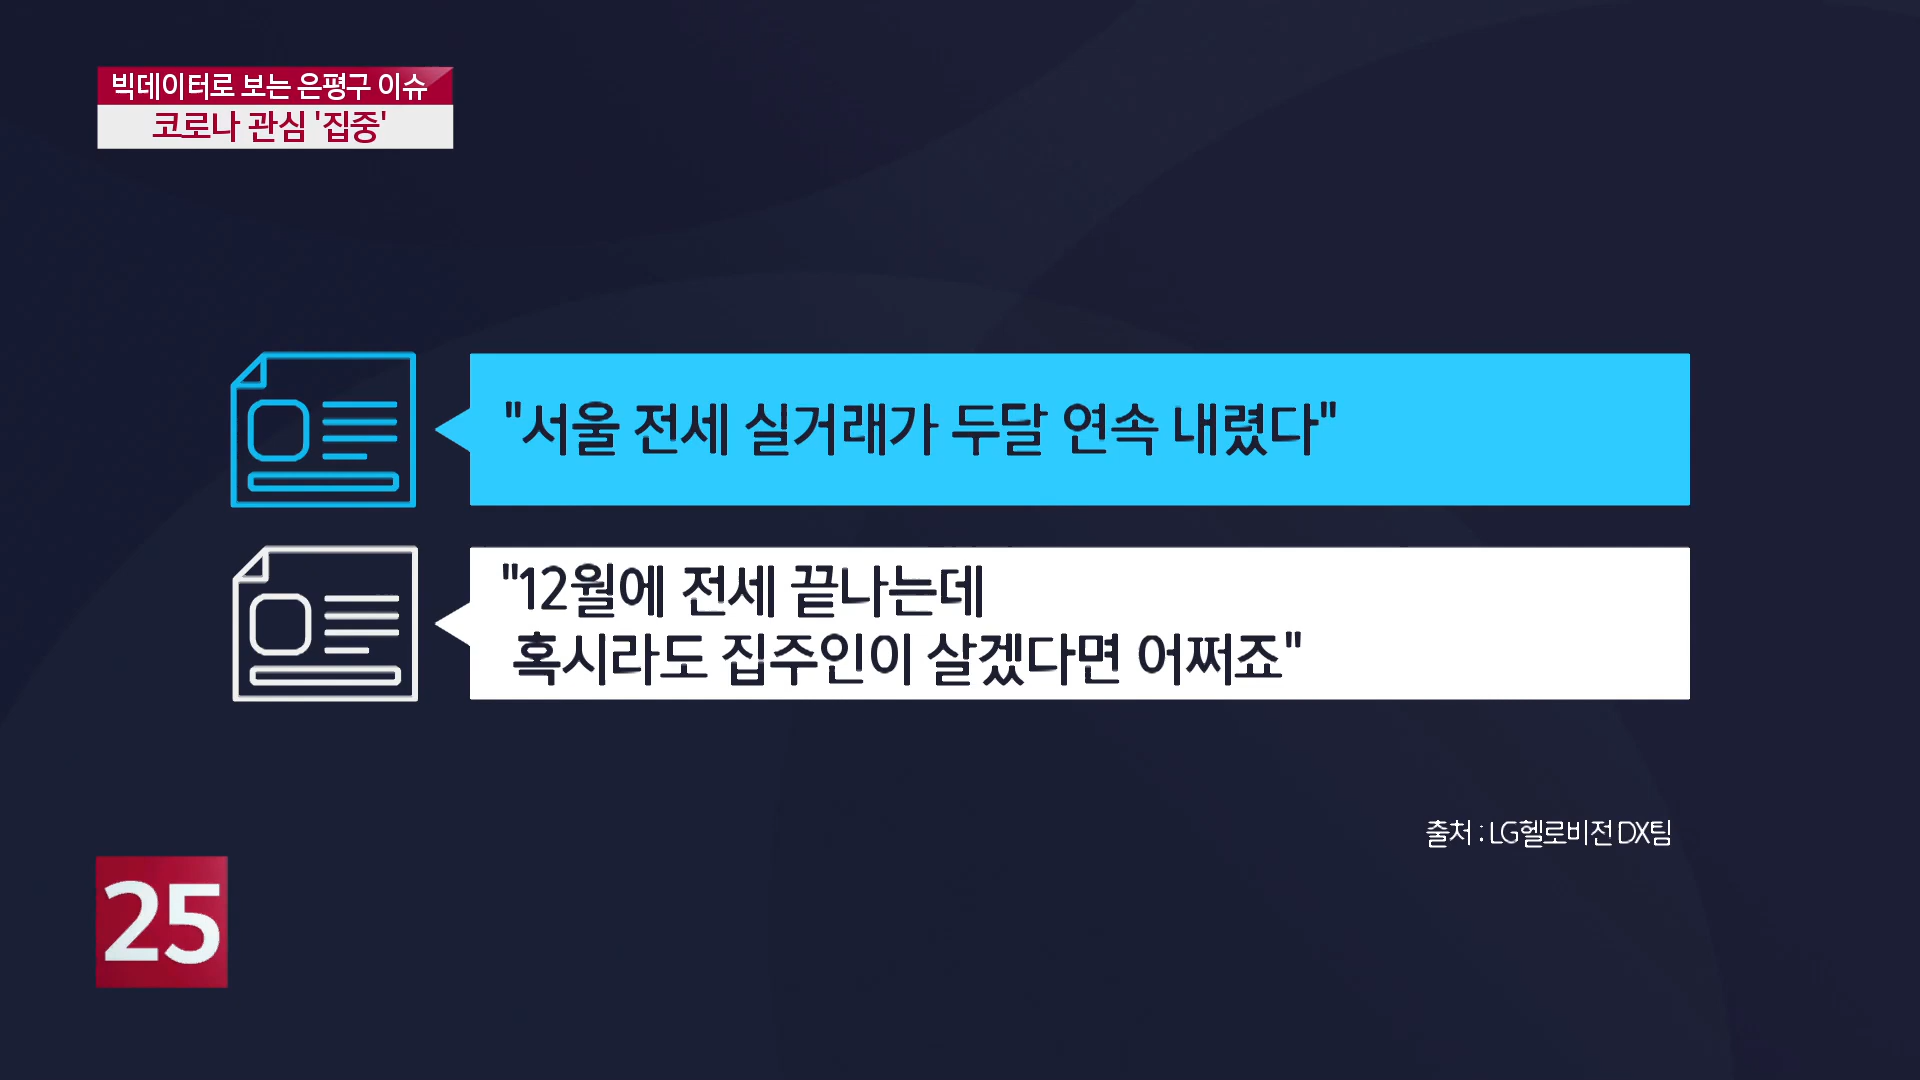 빅데이터로 보는 은평구 이슈
코로나 관심 '집중'
"서울 전세 실거래가 두달 연속 내렸다"
"12월에 전세 끝나는데
혹시라도 집주인이 살겠다면 어쩌죠"
출처 : LG헬로비전 DX팀
25